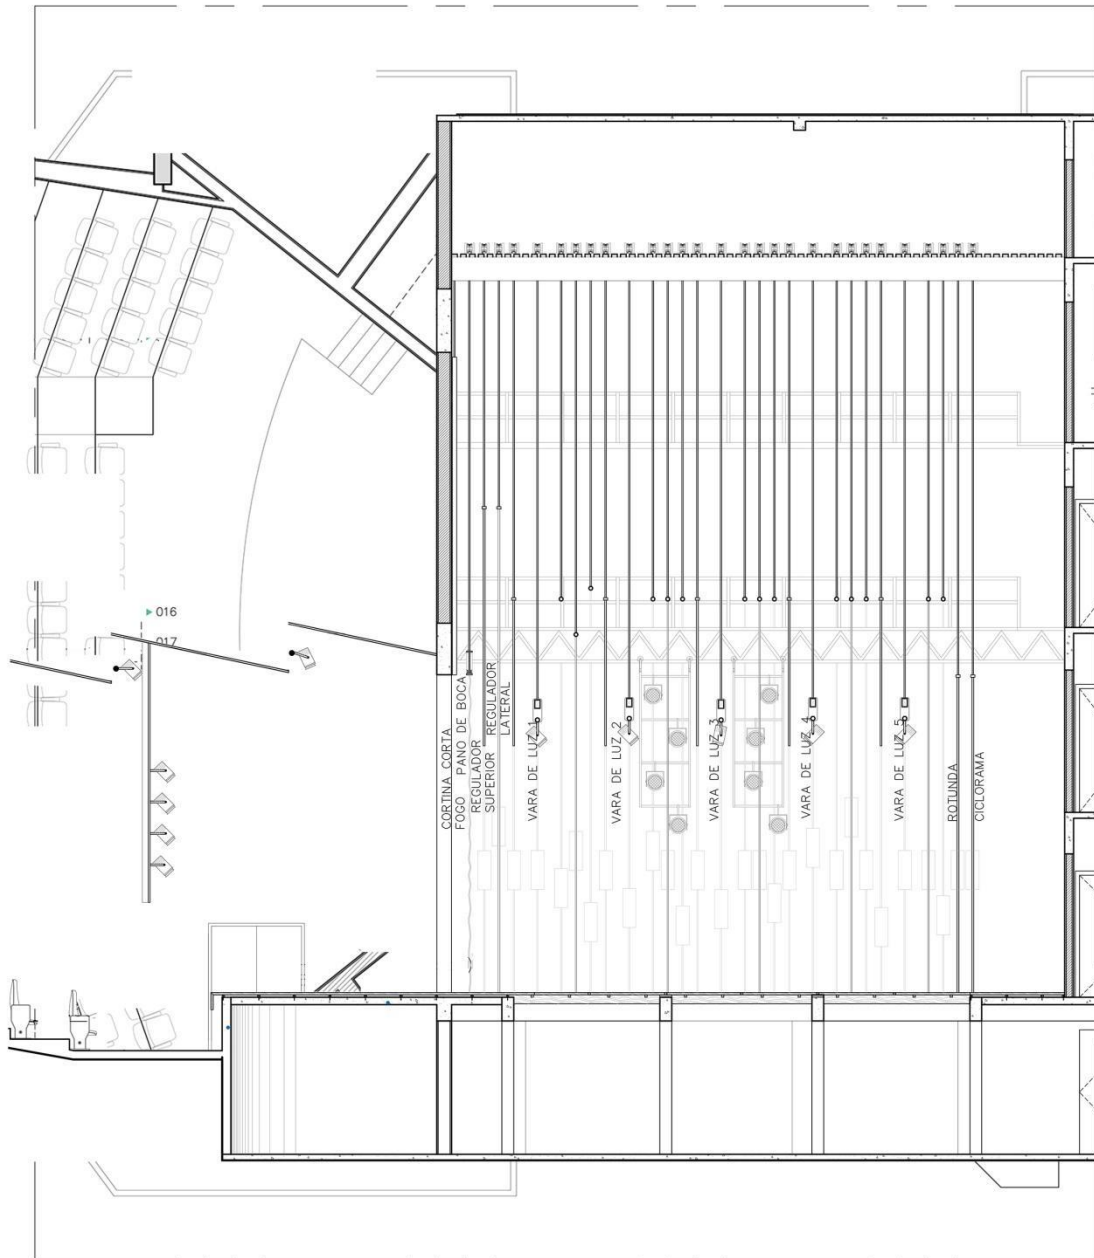 016
017
CORTINA CORTA
FOGO PANO DE BOCA
REGULADOR
SUPERIOR
REGULADOR
LATERAL
VARA DE LUZ 1
VARA DE LUZ 2
VARA DE LUZ 3
VARA DE LUZ 4
VARA DE LUZ 5
ROTUNDA
CICLORAMA